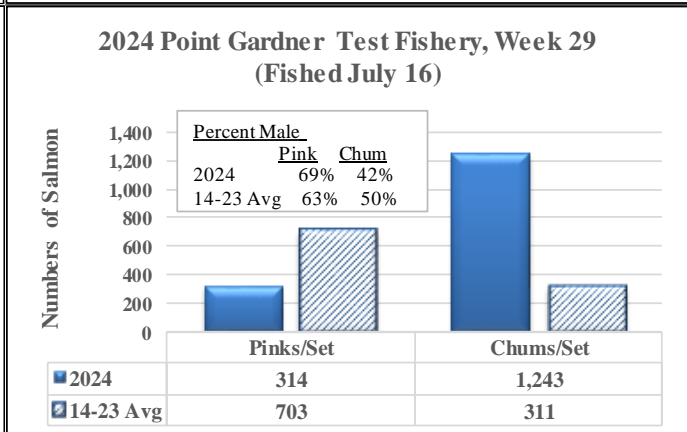 2024 Point Gardner Test Fishery, Week 29
(Fished July 16)
Numbers of Salmon
1,400
1,200
1,000
800
600
400
200
0
Percent Male
Pink Chum
2024 69% 42%
14-23 Avg 63% 50%
Pinks/Set Chums/Set
2024 314 1,243
14-23 Avg 703 311